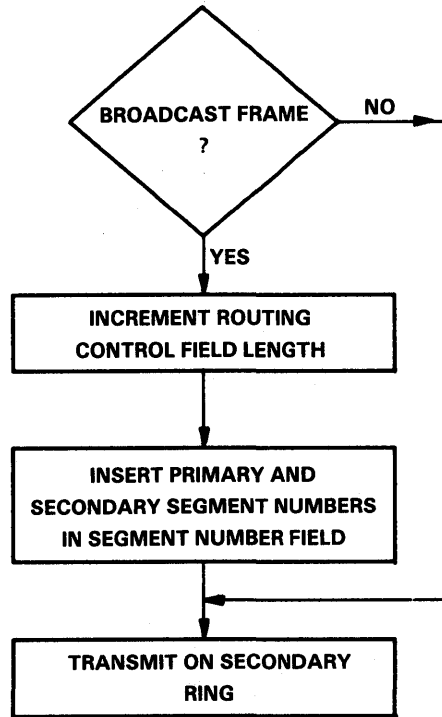 BROADCAST FRAME
?
NO
YES
INCREMENT ROUTING
CONTROL FIELD LENGTH
INSERT PRIMARY AND
SECONDARY SEGMENT NUMBERS
IN SEGMENT NUMBER FIELD
TRANSMIT ON SECONDARY
RING